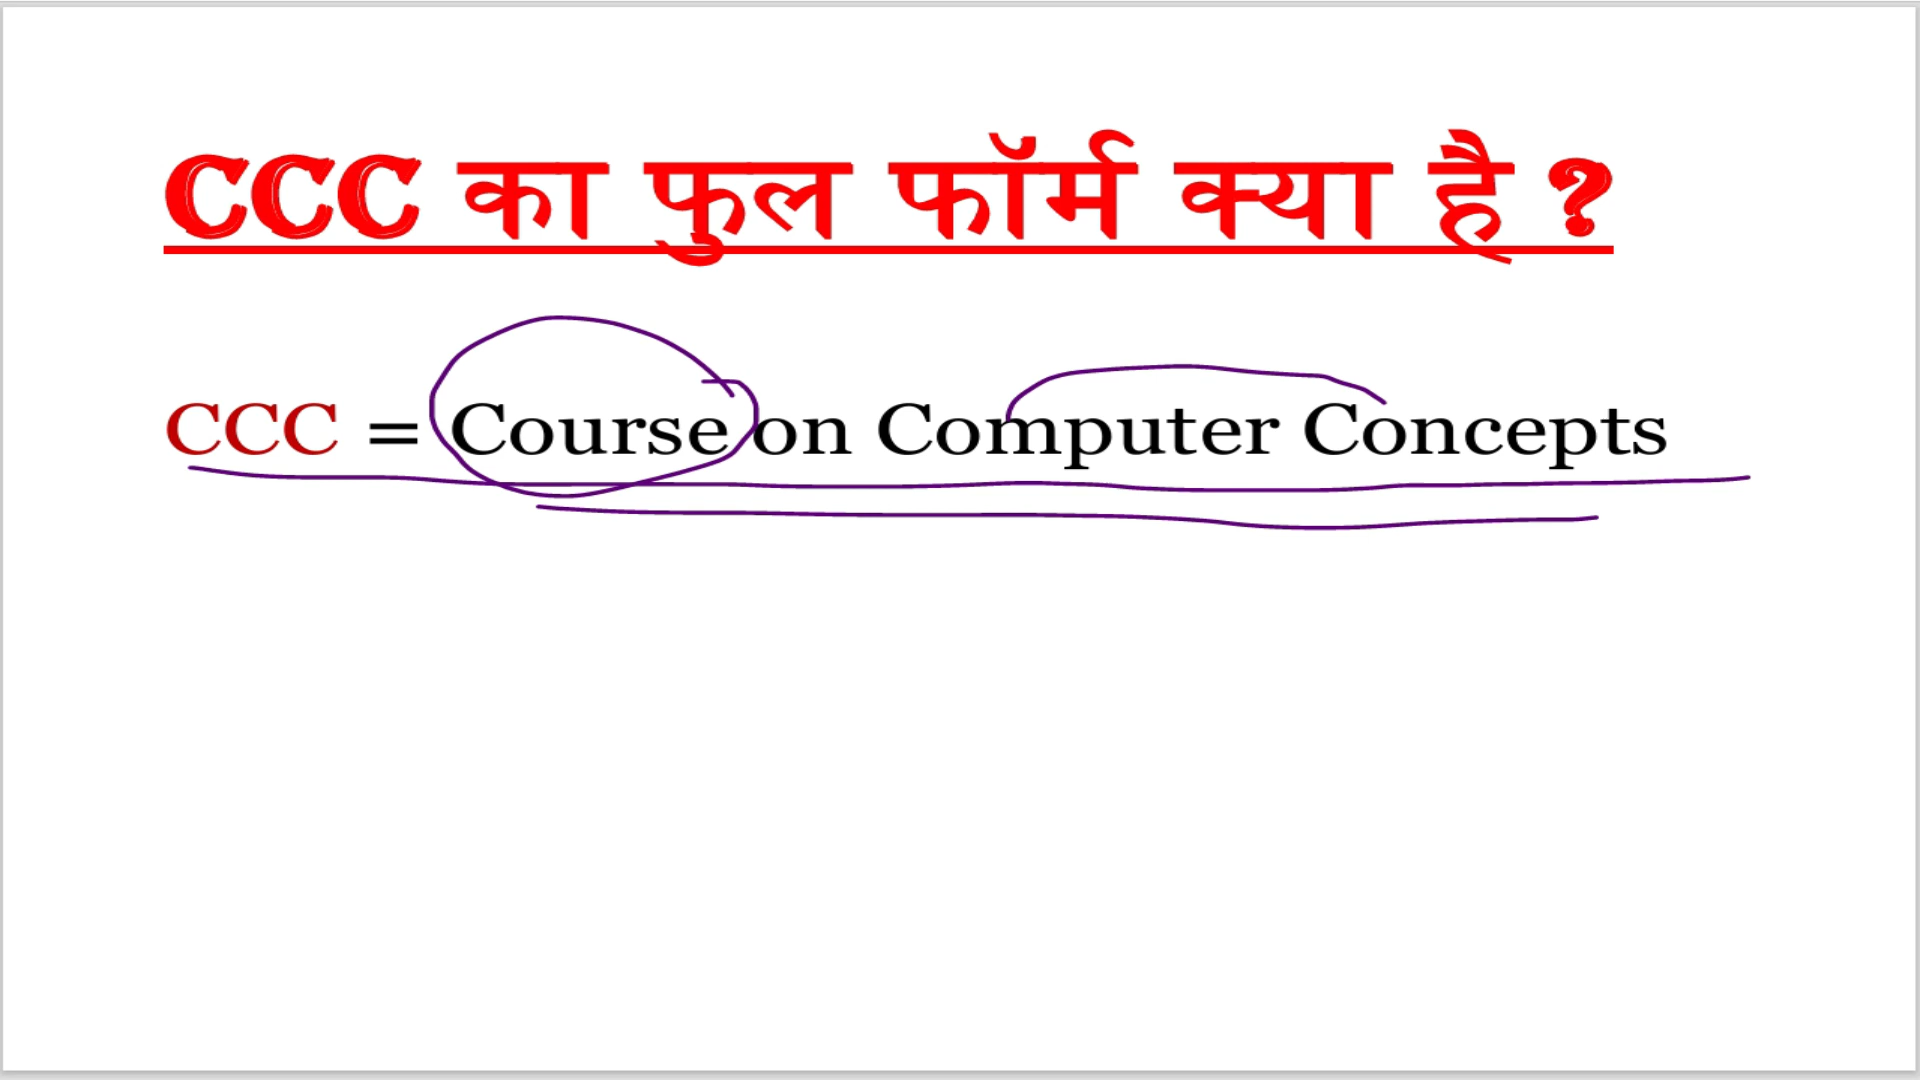 CCC का फुल फॉर्म क्या है ?
CCC = Course on Computer Concepts